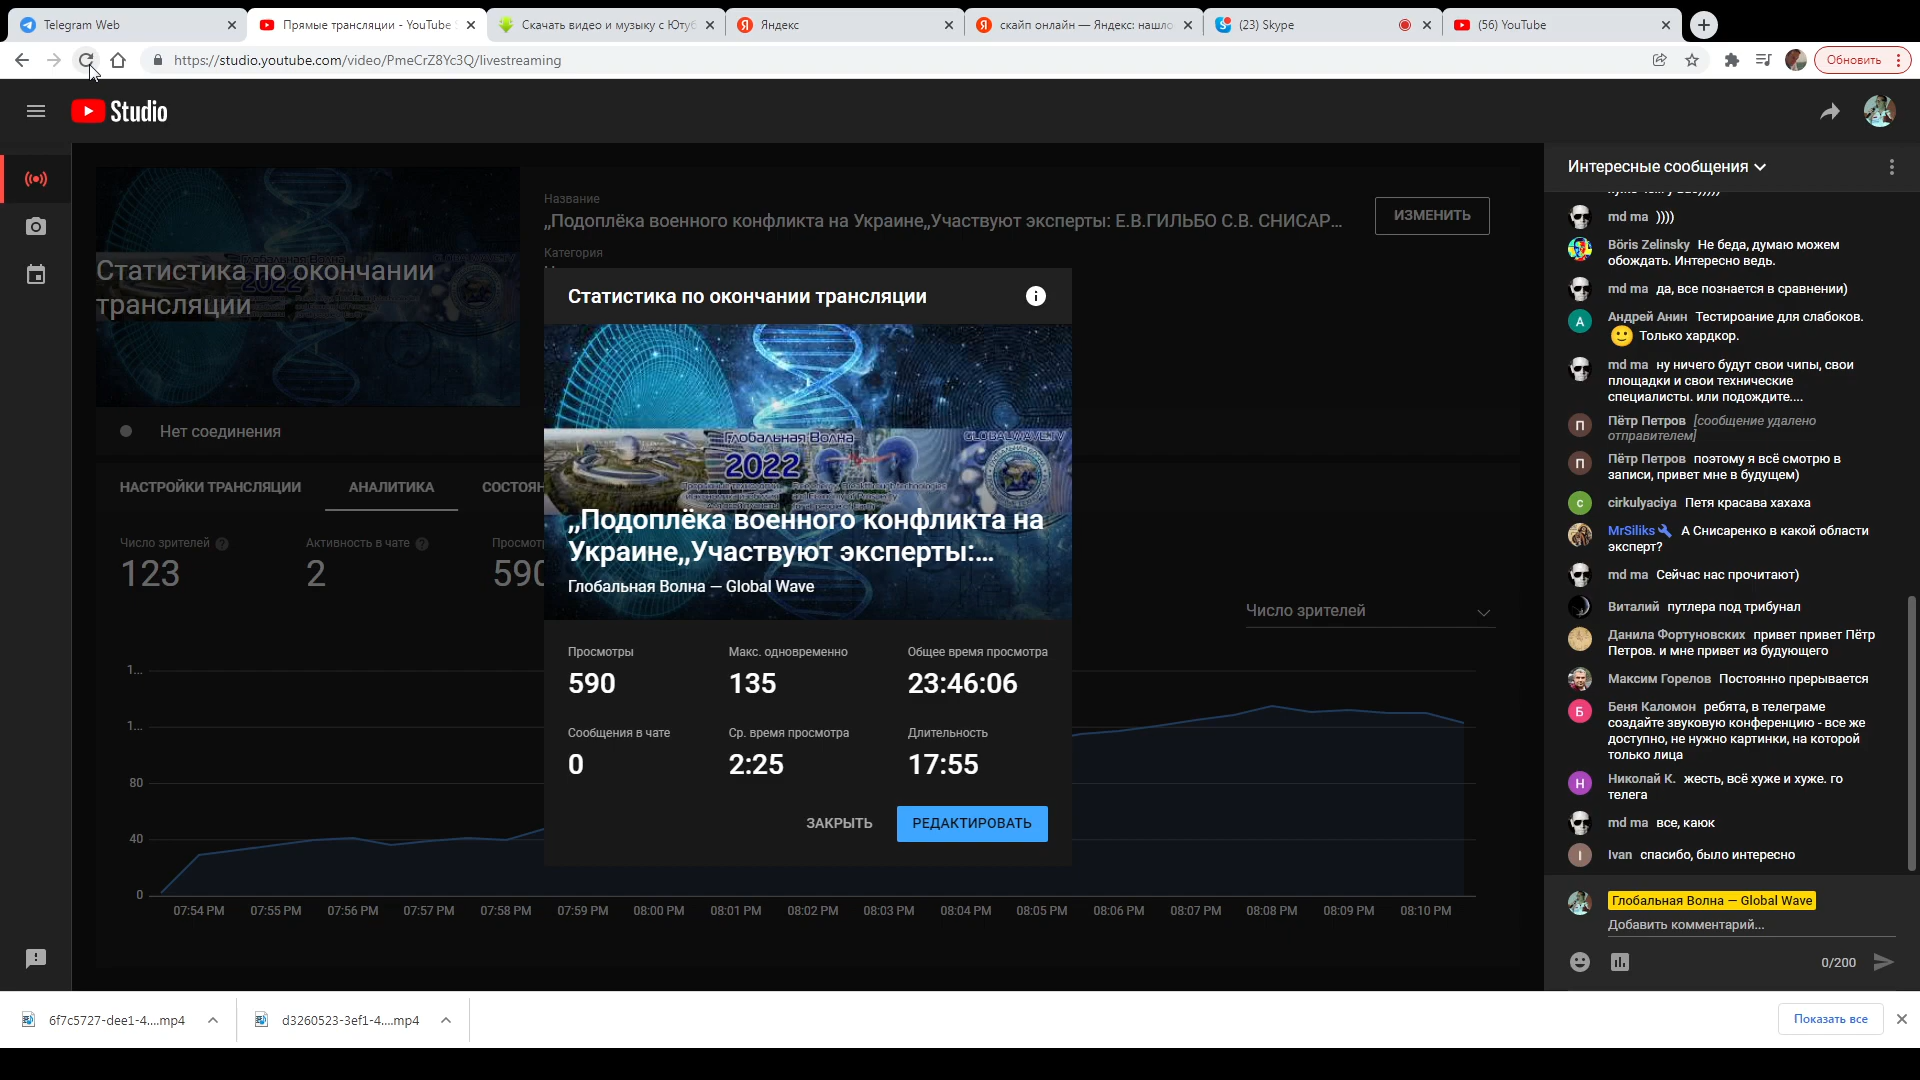 Telegram Web
Прямые трансляции - YouTube S
Скачать видео и музыку с Ютуб
Яндекс
скайп онлайн — Яндекс: нашло
(23) Skype
(56) YouTube
https://studio.youtube.com/video/PmeCrZ8Yc3Q/livestreaming
Обновить
Studio
Название
„Подоплёка военного конфликта на Украине„Участвуют эксперты: Е.В.ГИЛЬБО С.В. СНИСАР...
ИЗМЕНИТЬ
Категория
Статистика по окончании
трансляции
Нет соединения
НАСТРОЙКИ ТРАНСЛЯЦИИ
АНАЛИТИКА
СОСТОЯН
Число зрителей
123
Активность в чате
2
Просмот
590
Число зрителей
1...
1...
80
40
0
07:54 PM 07:55 PM 07:56 PM 07:57 PM 07:58 PM 07:59 PM 08:00 PM 08:01 PM 08:02 PM 08:03 PM 08:04 PM 08:05 PM 08:06 PM 08:07 PM 08:08 PM 08:09 PM 08:10 PM
Статистика по окончании трансляции
Глобальная Волна
2022
GLOBALWAVE.TV
„Подоплёка военного конфликта на
Украине„Участвуют эксперты:...
Глобальная Волна — Global Wave
Просмотры
590
Макс. одновременно
135
Общее время просмотра
23:46:06
Сообщения в чате
0
Ср. время просмотра
2:25
Длительность
17:55
ЗАКРЫТЬ
РЕДАКТИРОВАТЬ
Интересные сообщения
md ma ))))
Böris Zelinsky Не беда, думаю можем
обождать. Интересно ведь.
md ma да, все познается в сравнении)
А
Андрей Анин Тестироание для слабоков.
Только хардкор.
md ma ну ничего будут свои чипы, свои
площадки и свои технические
специалисты. или подождите....
П
Пётр Петров [сообщение удалено
отправителем]
П
Пётр Петров поэтому я всё смотрю в
записи, привет мне в будущем)
c
cirkulyaciya Петя красава хахаха
MrSiliks А Снисаренко в какой области
эксперт?
md ma Сейчас нас прочитают)
Виталий путлера под трибунал
Данила Фортуновских привет привет Пётр
Петров. и мне привет из будующего
Максим Горелов Постоянно прерывается
Б
Беня Каломон ребята, в телеграме
создайте звуковую конференцию - все же
доступно, не нужно картинки, на которой
только лица
Н
Николай К. жесть, всё хуже и хуже. го
телега
md ma все, каюк
I
Ivan спасибо, было интересно
Глобальная Волна — Global Wave
Добавить комментарий...
0/200
6f7c5727-dee1-4....mp4
d3260523-3ef1-4....mp4
Показать все